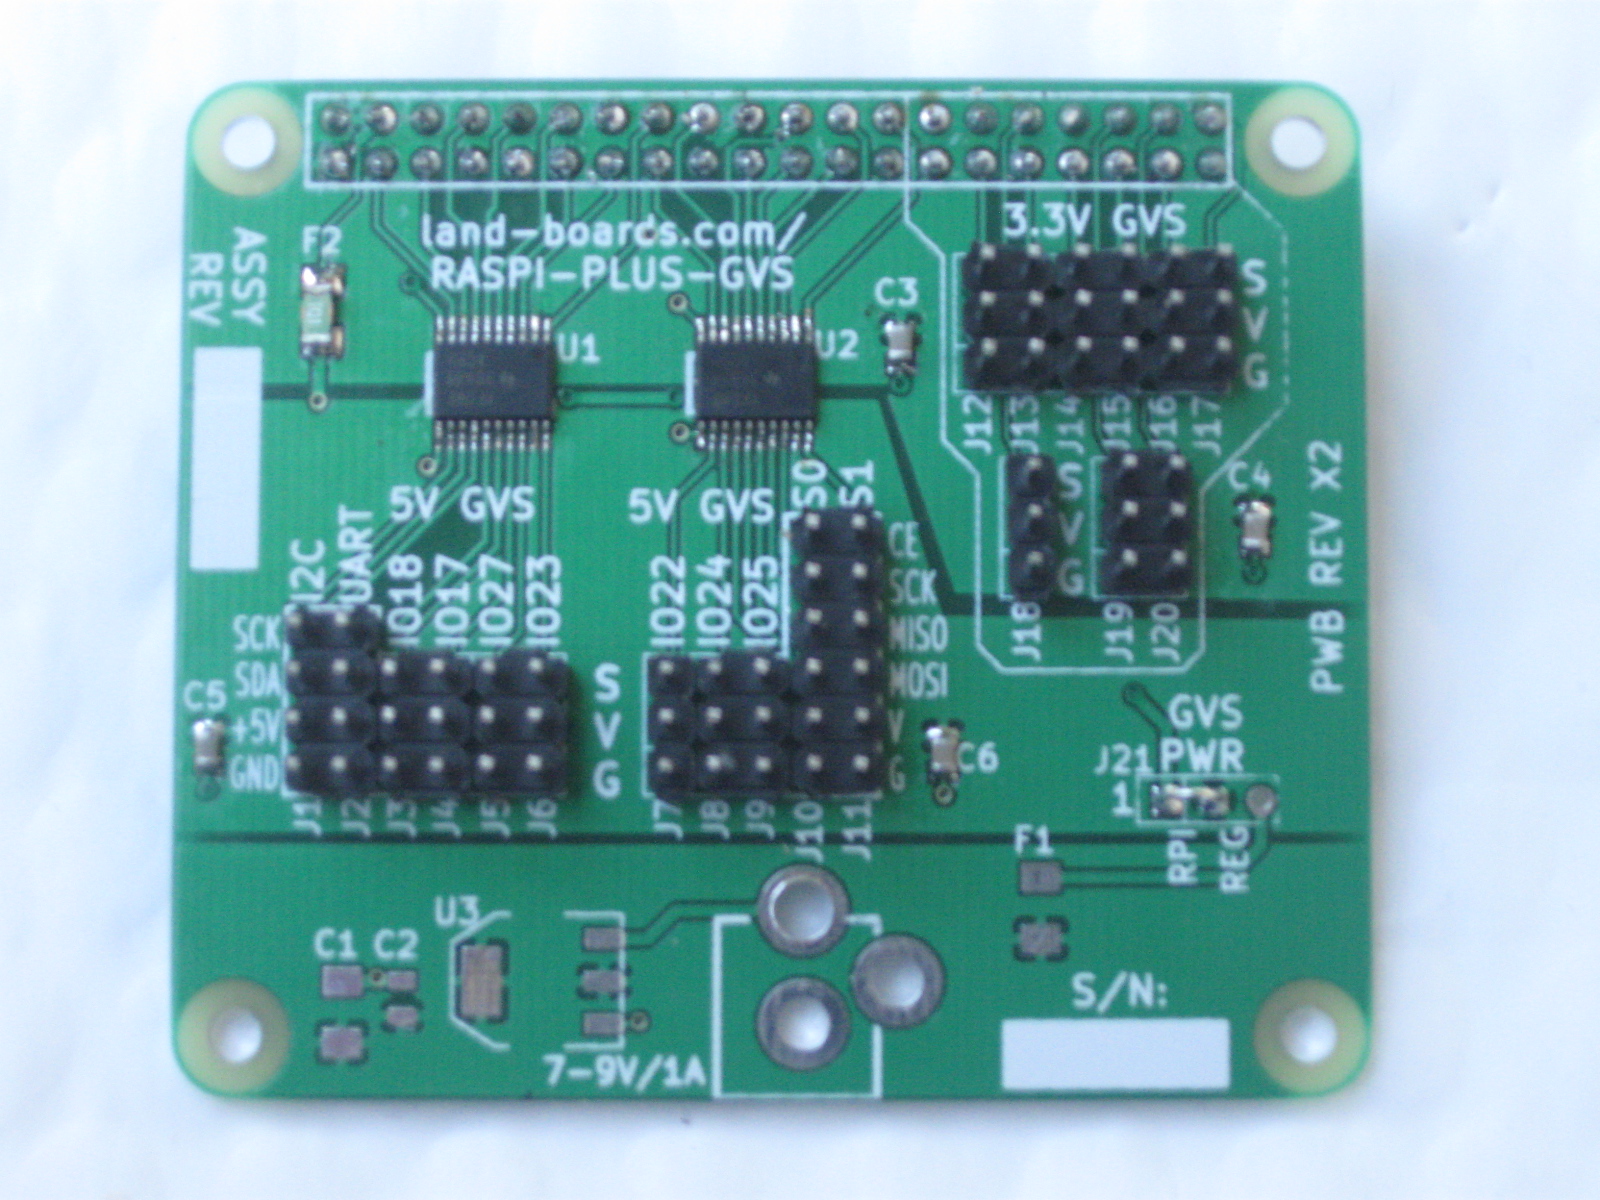 land-boards.com/
RASPI-PLUS-GVS
ASSY
REV
F2
U1
U2
C3
3.3V GVS
S
V
G
J12
J13
J14
J15
J16
J17
S
V
G
J18
J19
J20
C4
PWB REV X2
5V GVS
I2C
UART
IO18
IO17
IO27
IO23
SCK
SDA
+5V
GND
C5
J1
J2
J3
J4
J5
J6
S
V
G
5V GVS
IO22
IO24
IO25
S0
S1
CE
SCK
MISO
MOSI
V
G
J7
J8
J9
J10
J11
C6
GVS
PWR
J21
1
RPI
REG
F1
C1
C2
U3
7-9V/1A
S/N: